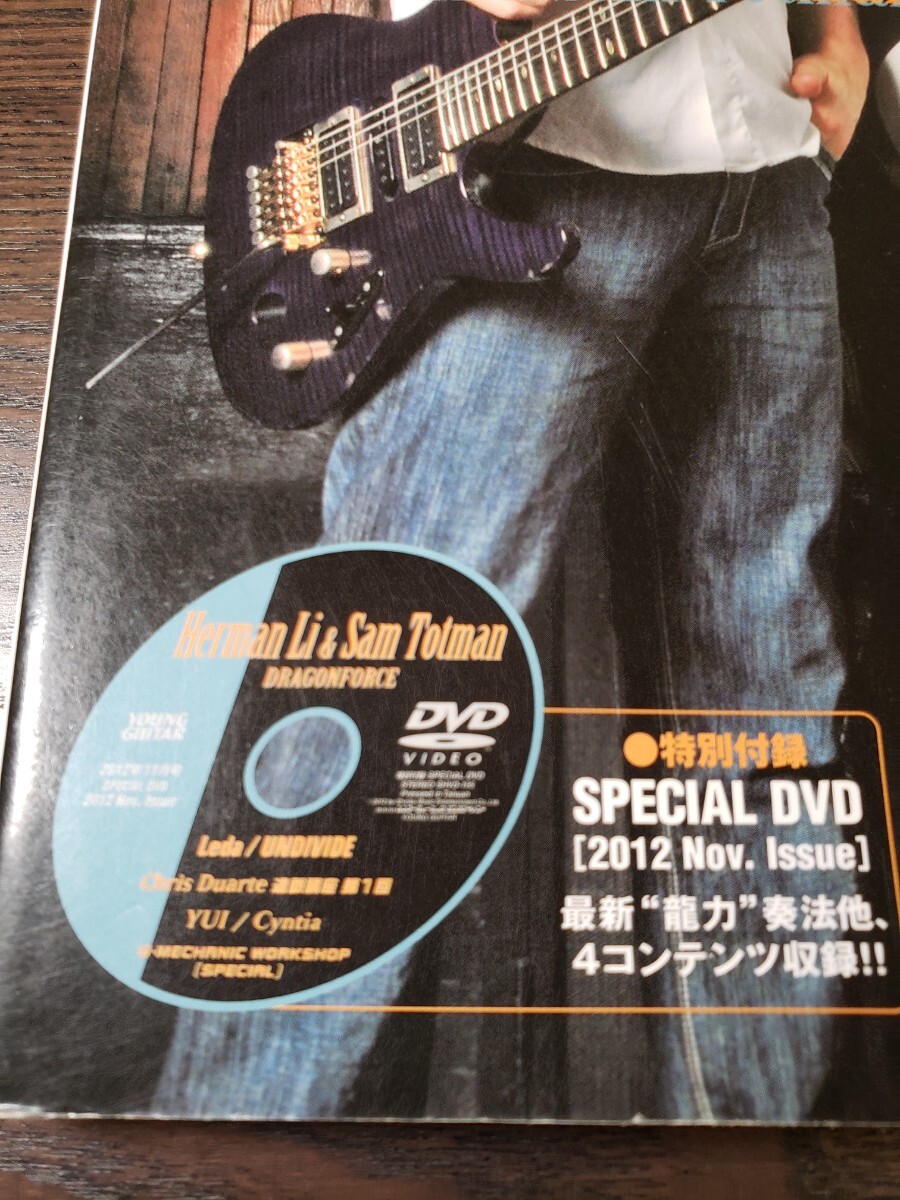 Herman Li & Sam Totman
DRAGONFORCE
YOUNG
GUITAR
DVD
VIDEO
2012年11月号
SPECIAL DVD
2012 Nov. Issue
Leda / UNDIVIDE
Chris Duarte 連載講座 第1回
YUI / Cyntia
G-MECHANIC WORKSHOP
[SPECIAL]
●特別付録
SPECIAL DVD
[2012 Nov. Issue]
最新“龍力”奏法他、
4コンテンツ収録!!